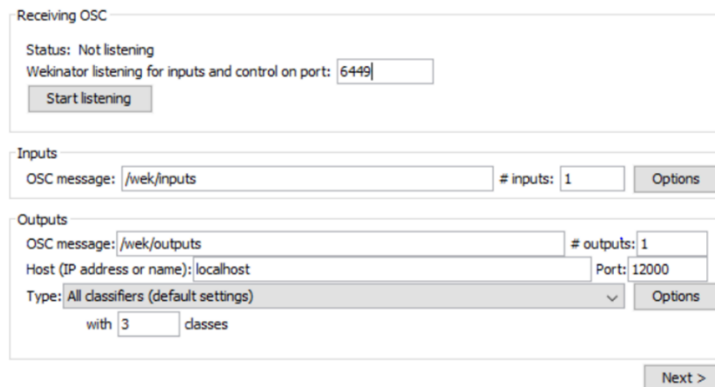 Receiving OSC
Status: Not listening
Wekinator listening for inputs and control on port: 6449
Start listening
Inputs
OSC message: /wek/inputs # inputs: 1 Options
Outputs
OSC message: /wek/outputs # outputs: 1
Host (IP address or name): localhost Port: 12000
Type: All classifiers (default settings) Options
with 3 classes
Next >